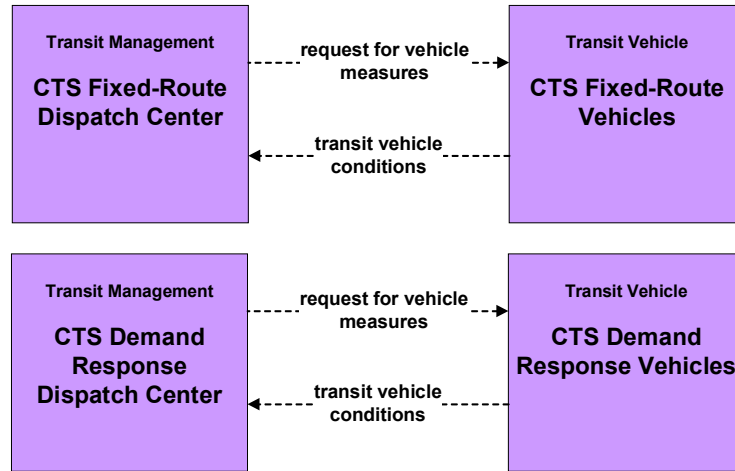 Transit Management
CTS Fixed-Route
Dispatch Center
request for vehicle
measures
transit vehicle
conditions
Transit Vehicle
CTS Fixed-Route
Vehicles
Transit Management
CTS Demand
Response
Dispatch Center
request for vehicle
measures
transit vehicle
conditions
Transit Vehicle
CTS Demand
Response Vehicles